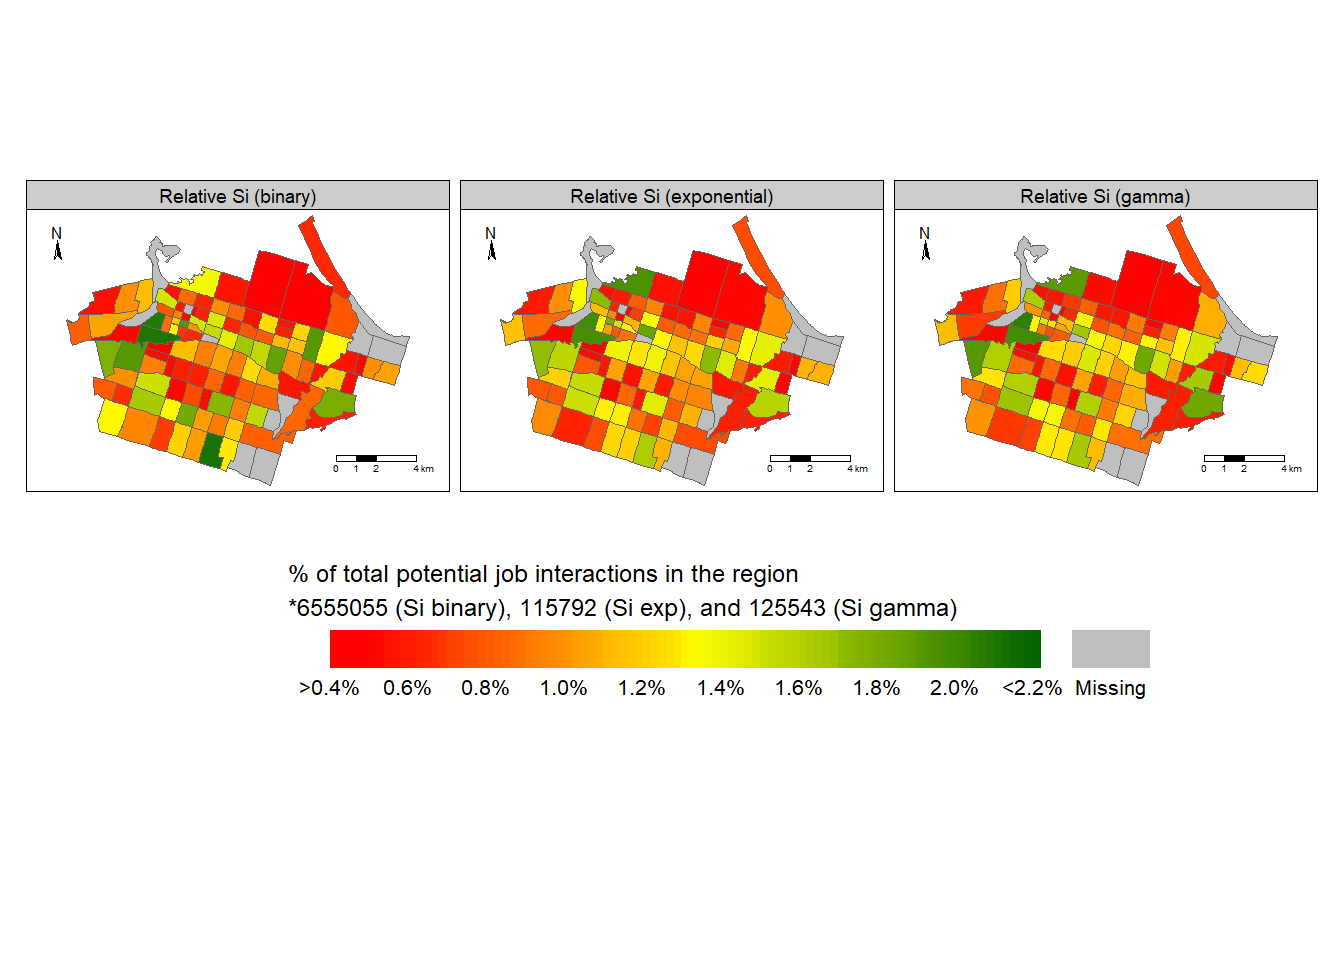 Relative Si (binary)
Relative Si (exponential)
Relative Si (gamma)
N
N
N
0 1 2 4 km
0 1 2 4 km
0 1 2 4 km
% of total potential job interactions in the region
*6555055 (Si binary), 115792 (Si exp), and 125543 (Si gamma)
>0.4% 0.6% 0.8% 1.0% 1.2% 1.4% 1.6% 1.8% 2.0% <2.2% Missing